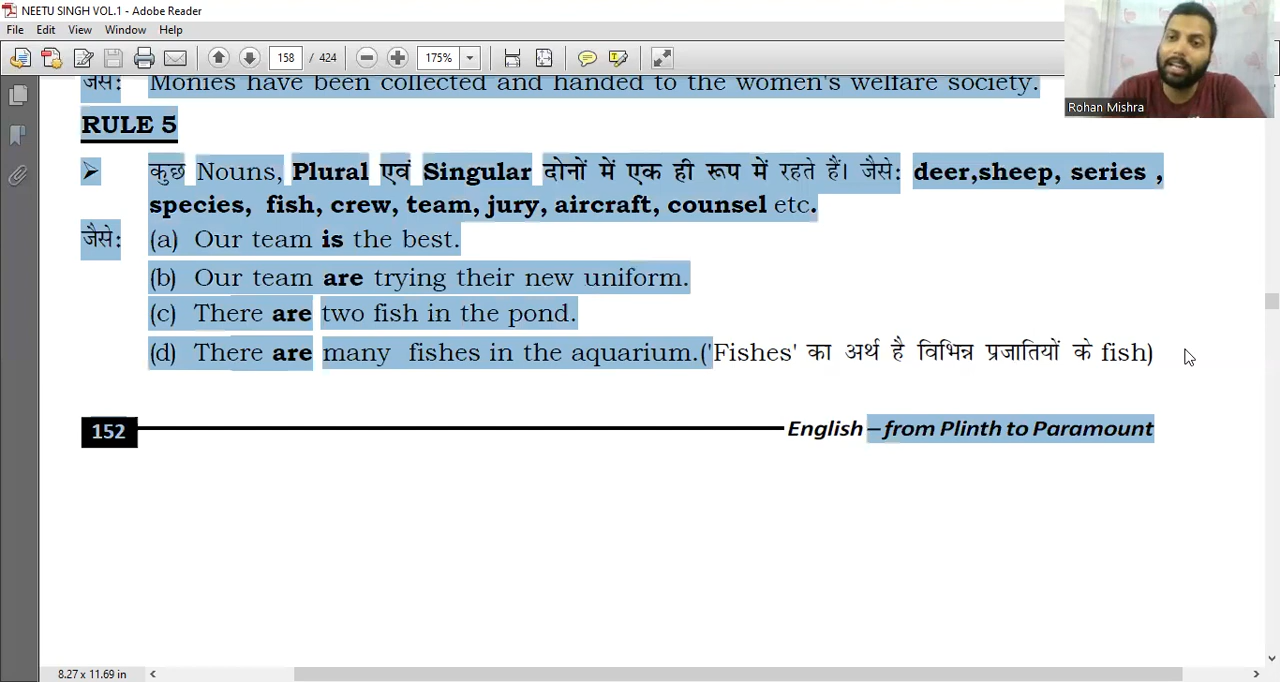 NEETU SINGH VOL.1 - Adobe Reader
File Edit View Window Help
158 / 424 175%
Rohan Mishra
जैसे: Monies have been collected and handed to the women's welfare society.
RULE 5
➢ कुछ Nouns, Plural एवं Singular दोनों में एक ही रूप में रहते हैं। जैसे: deer,sheep, series ,
species, fish, crew, team, jury, aircraft, counsel etc.
जैसे: (a) Our team is the best.
(b) Our team are trying their new uniform.
(c) There are two fish in the pond.
(d) There are many fishes in the aquarium.('Fishes' का अर्थ है विभिन्न प्रजातियों के fish)
152 English –from Plinth to Paramount
8.27 x 11.69 in